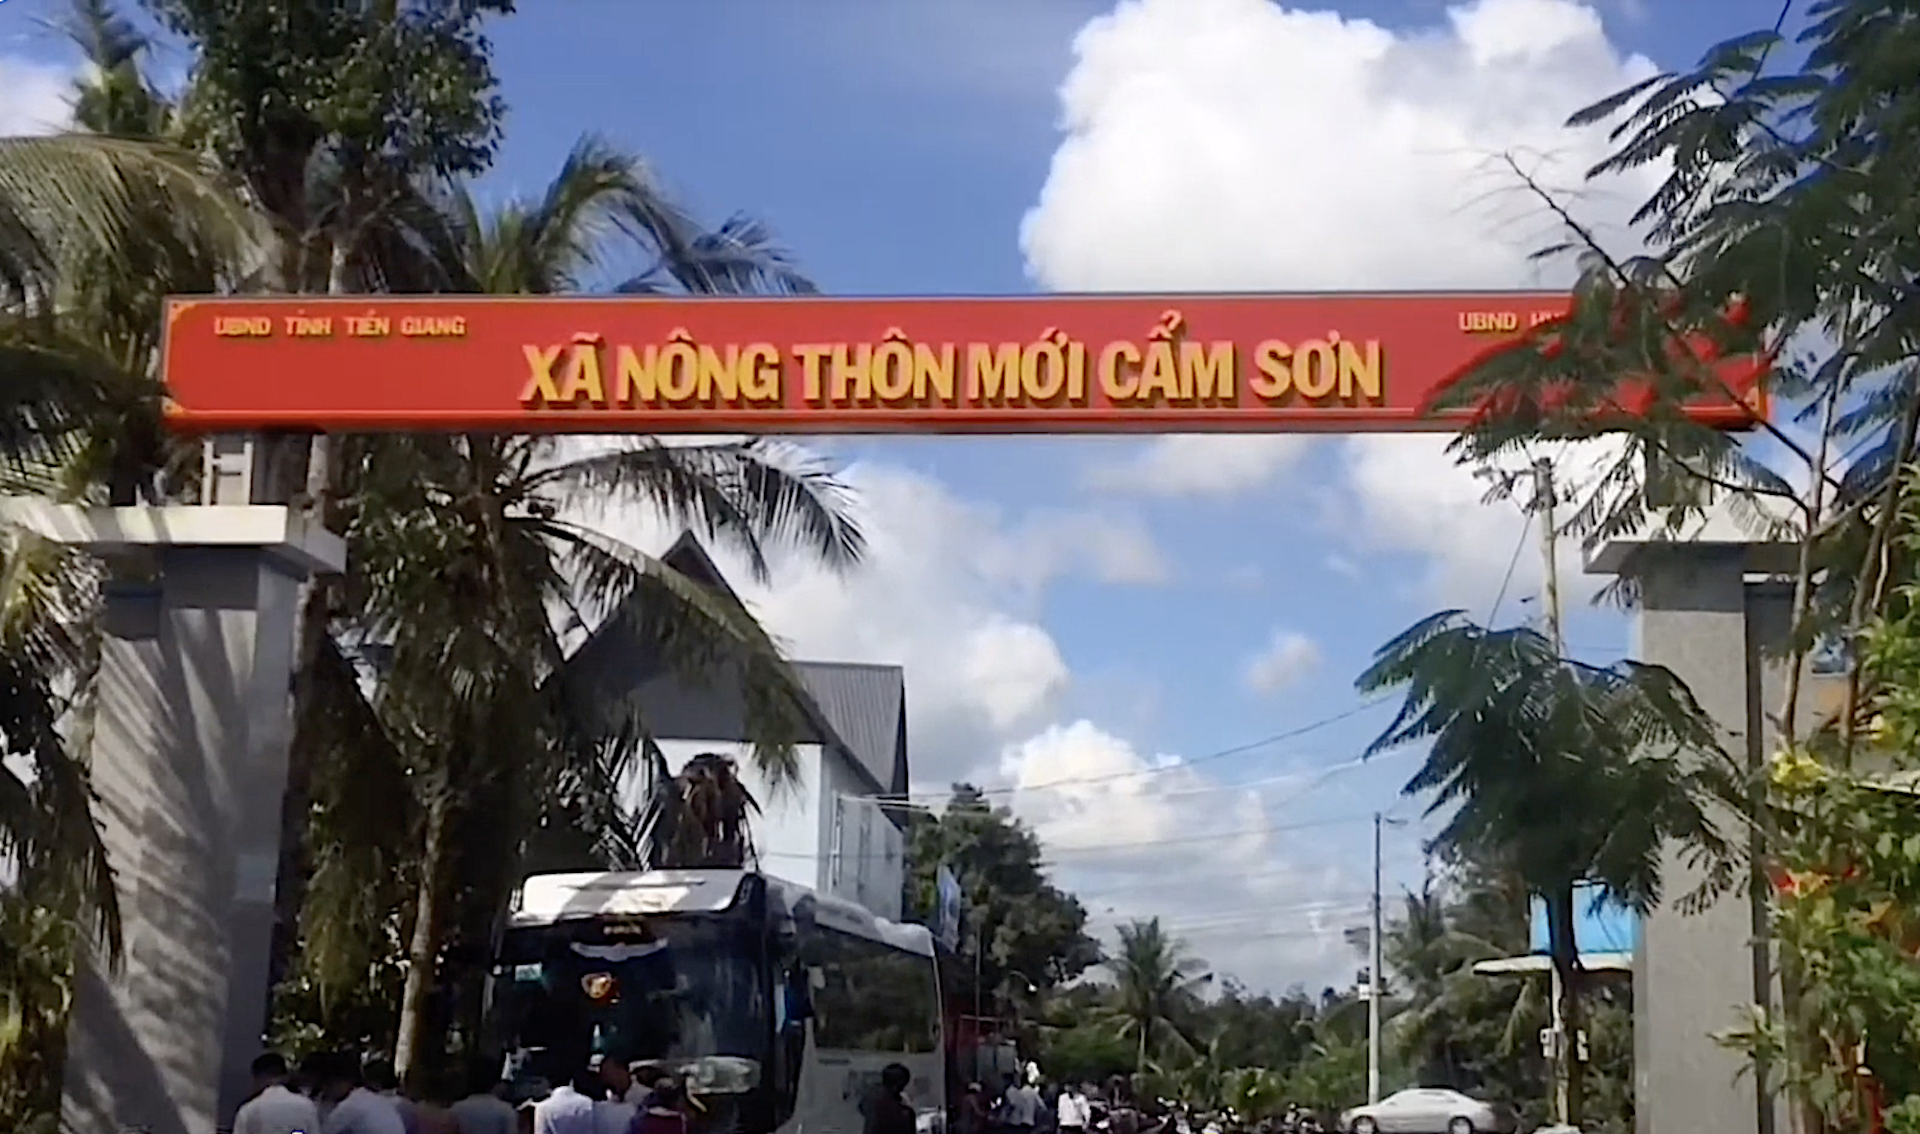 UBND TỈNH TIỀN GIANG
XÃ NÔNG THÔN MỚI CẨM SƠN
UBND